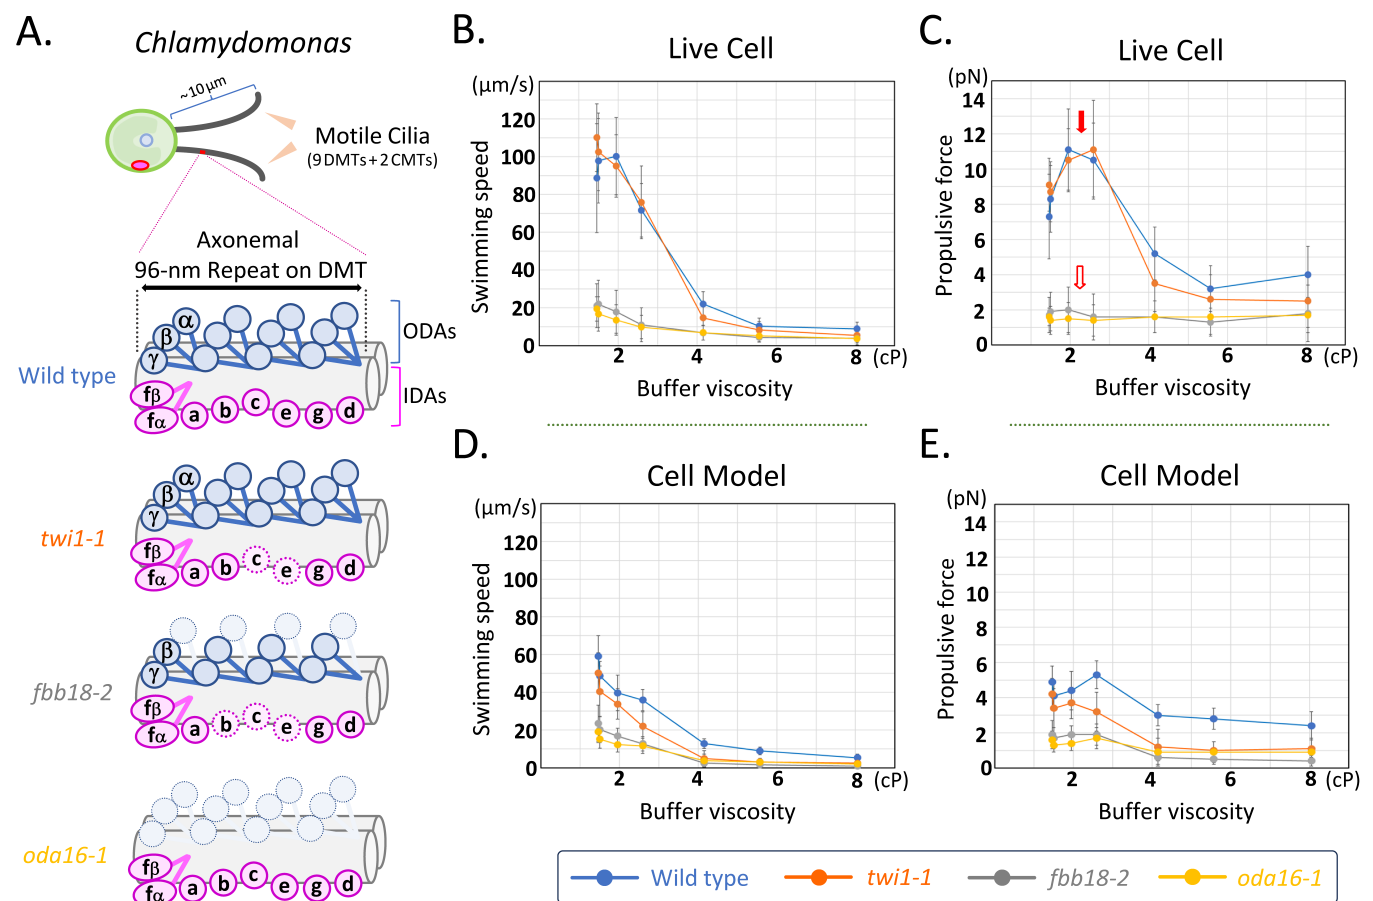 A.
Chlamydomonas
~10 µm
Motile Cilia
(9 DMTs + 2 CMTs)
Axonemal
96-nm Repeat on DMT
Wild type
α
β
γ
fβ
fα
a b c e g d
ODAs
IDAs
twi1-1
α
β
γ
fβ
fα
a b c e g d
fbb18-2
β
γ
fβ
fα
a b c e g d
oda16-1
fβ
fα
a b c e g d
B.
Live Cell
(µm/s)
Swimming speed
120
100
80
60
40
20
0
2 4 6 8 (cP)
Buffer viscosity
C.
Live Cell
(pN)
Propulsive force
14
12
10
8
6
4
2
0
2 4 6 8 (cP)
Buffer viscosity
D.
Cell Model
(µm/s)
Swimming speed
120
100
80
60
40
20
0
2 4 6 8 (cP)
Buffer viscosity
E.
Cell Model
(pN)
Propulsive force
14
12
10
8
6
4
2
0
2 4 6 8 (cP)
Buffer viscosity
Wild type twi1-1 fbb18-2 oda16-1